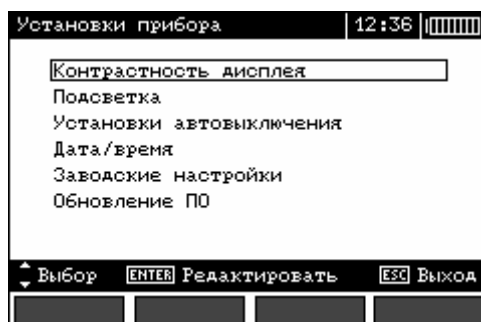 Установки прибора 12:36
Контрастность дисплея
Подсветка
Установки автовыключения
Дата/время
Заводские настройки
Обновление ПО
Выбор ENTER Редактировать ESC Выход